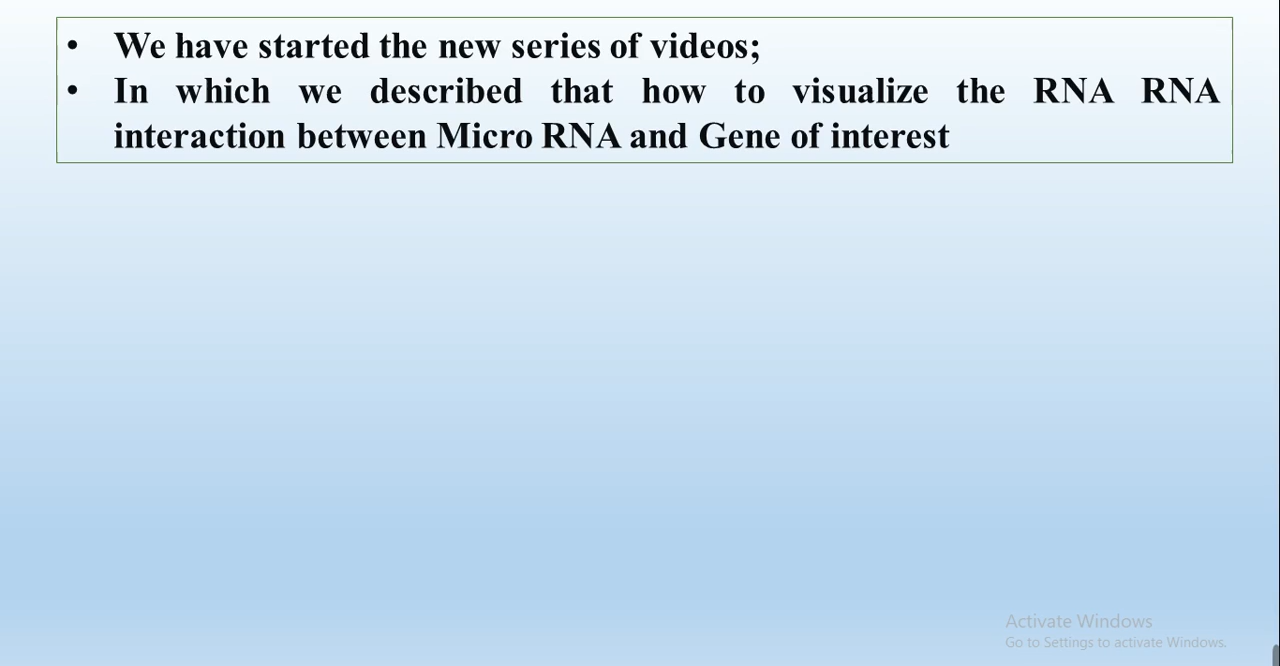 • We have started the new series of videos;
• In which we described that how to visualize the RNA RNA
interaction between Micro RNA and Gene of interest
Activate Windows
Go to Settings to activate Windows.